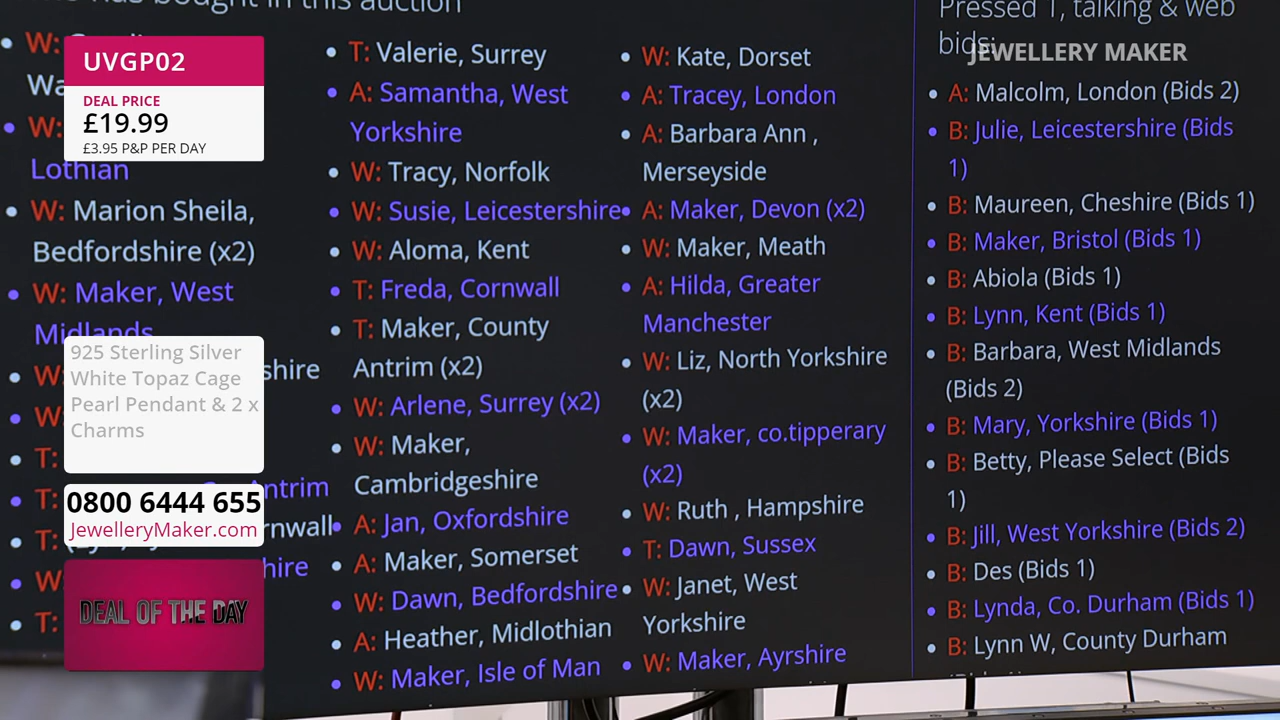 has bought in this auction
W:
Wa
W:
Lothian
W: Marion Sheila,
Bedfordshire (x2)
W: Maker, West
Midlands
W: shire
W:
T:
T: Antrim
T: rnwall
W: hire
T:
UVGP02
DEAL PRICE
£19.99
£3.95 P&P PER DAY
925 Sterling Silver
White Topaz Cage
Pearl Pendant & 2 x
Charms
0800 6444 655
JewelleryMaker.com
DEAL OF THE DAY
T: Valerie, Surrey
A: Samantha, West
Yorkshire
W: Tracy, Norfolk
W: Susie, Leicestershire
W: Aloma, Kent
T: Freda, Cornwall
T: Maker, County
Antrim (x2)
W: Arlene, Surrey (x2)
W: Maker,
Cambridgeshire
A: Jan, Oxfordshire
A: Maker, Somerset
W: Dawn, Bedfordshire
A: Heather, Midlothian
W: Maker, Isle of Man
W: Kate, Dorset
A: Tracey, London
A: Barbara Ann ,
Merseyside
A: Maker, Devon (x2)
W: Maker, Meath
A: Hilda, Greater
Manchester
W: Liz, North Yorkshire
(x2)
W: Maker, co.tipperary
(x2)
W: Ruth , Hampshire
T: Dawn, Sussex
W: Janet, West
Yorkshire
W: Maker, Ayrshire
Pressed 1, talking & web
bids:
JEWELLERY MAKER
A: Malcolm, London (Bids 2)
B: Julie, Leicestershire (Bids
1)
B: Maureen, Cheshire (Bids 1)
B: Maker, Bristol (Bids 1)
B: Abiola (Bids 1)
B: Lynn, Kent (Bids 1)
B: Barbara, West Midlands
(Bids 2)
B: Mary, Yorkshire (Bids 1)
B: Betty, Please Select (Bids
1)
B: Jill, West Yorkshire (Bids 2)
B: Des (Bids 1)
B: Lynda, Co. Durham (Bids 1)
B: Lynn W, County Durham